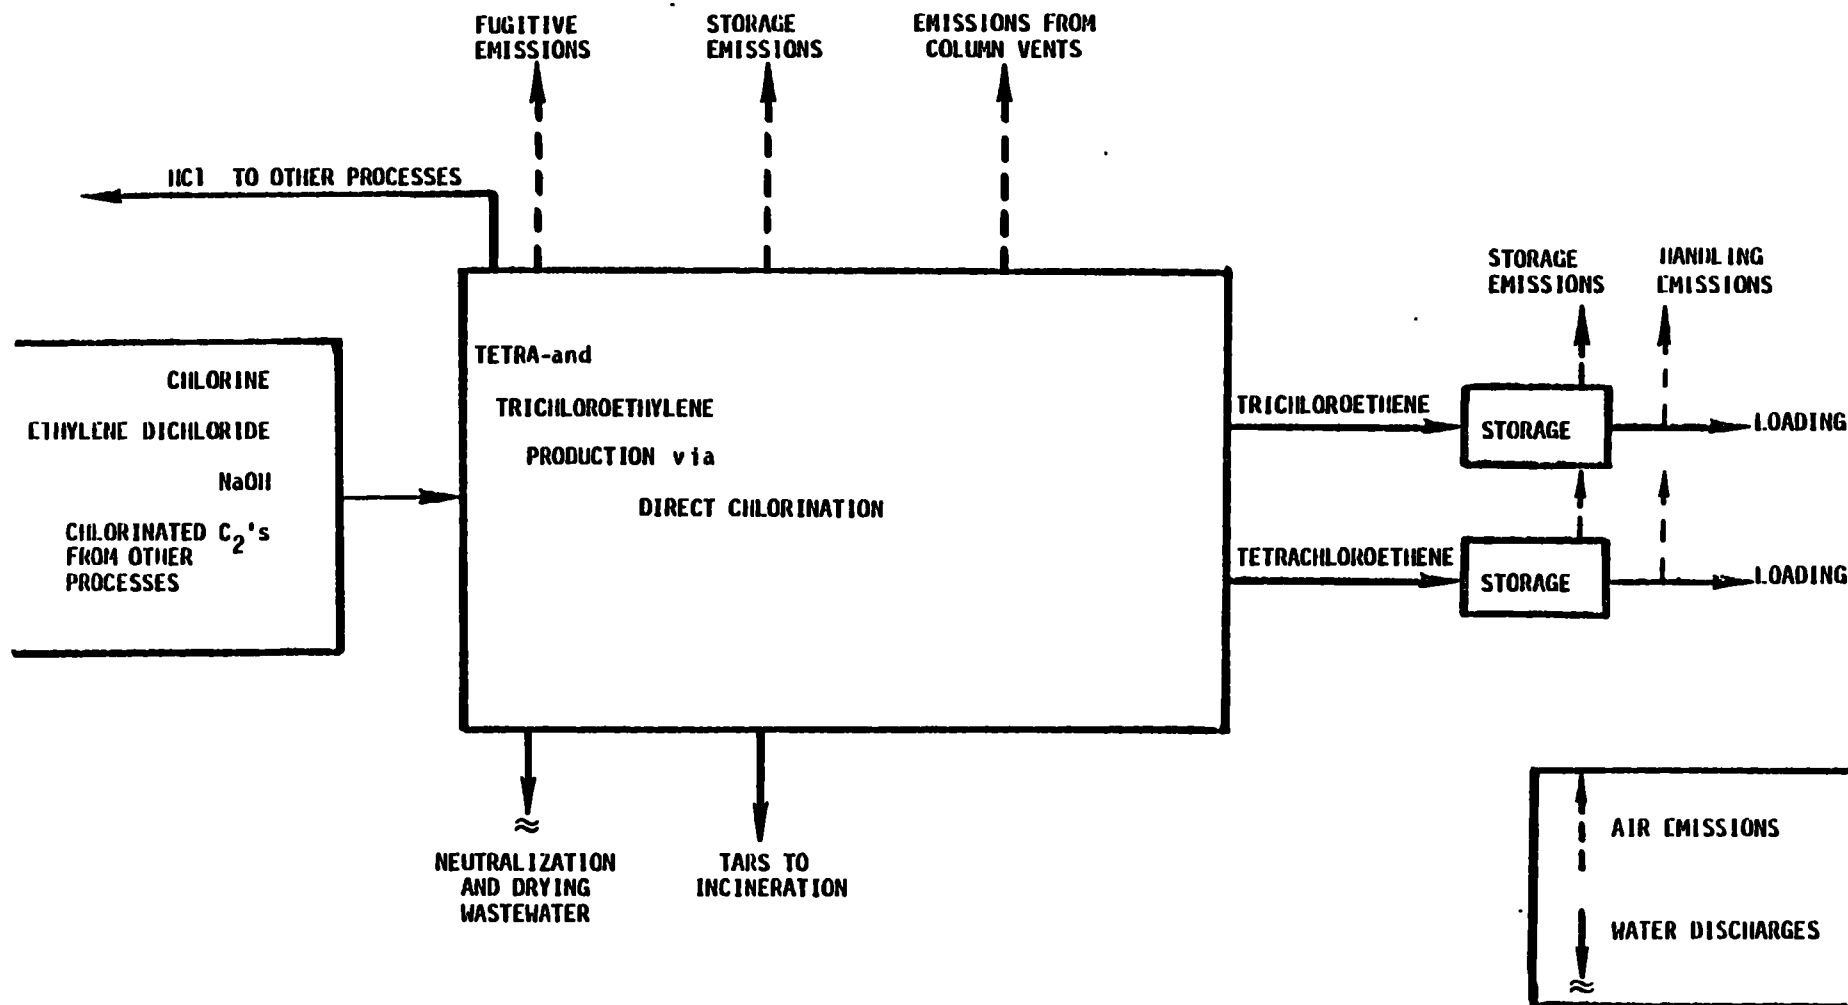 FUGITIVE
EMISSIONS
STORAGE
EMISSIONS
EMISSIONS FROM
COLUMN VENTS
HCl TO OTHER PROCESSES
STORAGE
EMISSIONS
HANDLING
EMISSIONS
CHLORINE
ETHYLENE DICHLORIDE
NaOH
CHLORINATED C2's
FROM OTHER
PROCESSES
TETRA-and
TRICHLOROETHYLENE
PRODUCTION via
DIRECT CHLORINATION
TRICHLOROETHENE
STORAGE
LOADING
TETRACHLOROETHENE
STORAGE
LOADING
NEUTRALIZATION
AND DRYING
WASTEWATER
TARS TO
INCINERATION
AIR EMISSIONS
WATER DISCHARGES